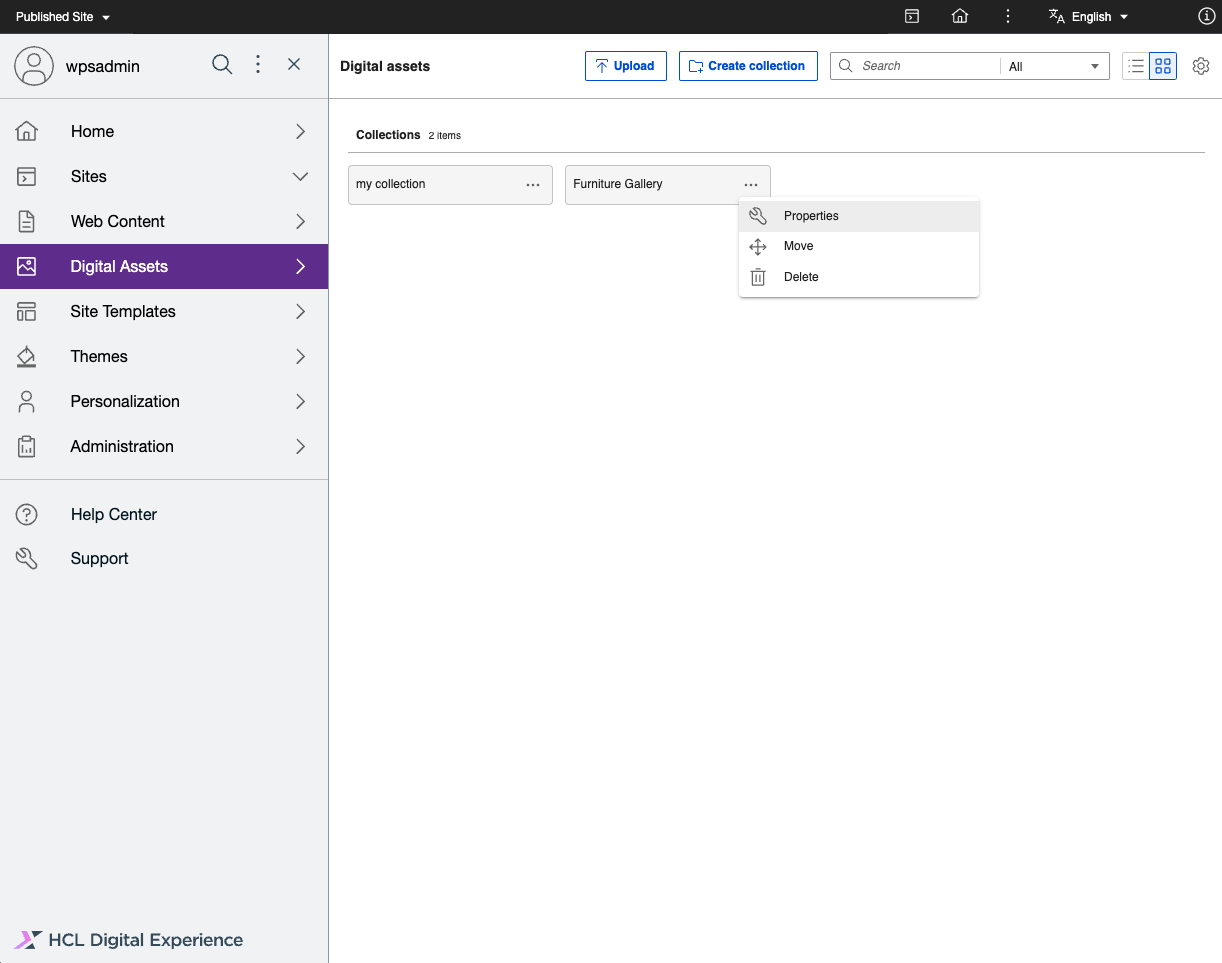 Published Site
English
wpsadmin
Digital assets
Upload
Create collection
Search
All
Home
Sites
Web Content
Digital Assets
Site Templates
Themes
Personalization
Administration
Help Center
Support
HCL Digital Experience
Collections 2 items
my collection
Furniture Gallery
Properties
Move
Delete